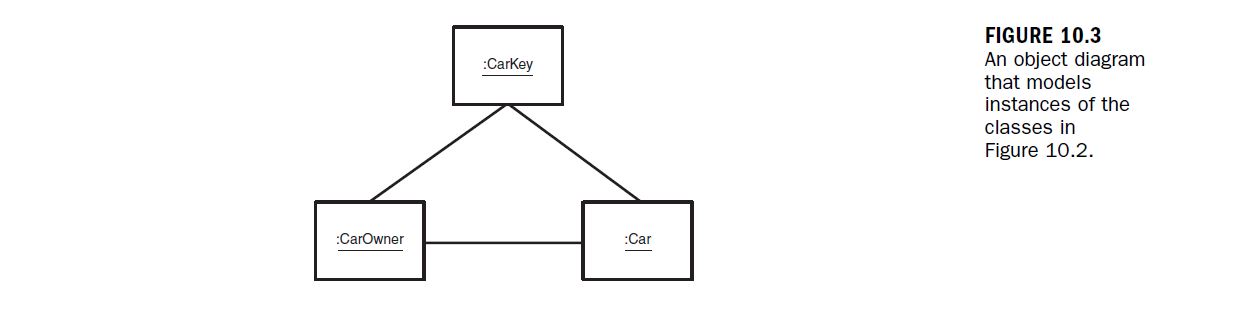 :CarKey
:CarOwner
:Car
FIGURE 10.3
An object diagram
that models
instances of the
classes in
Figure 10.2.